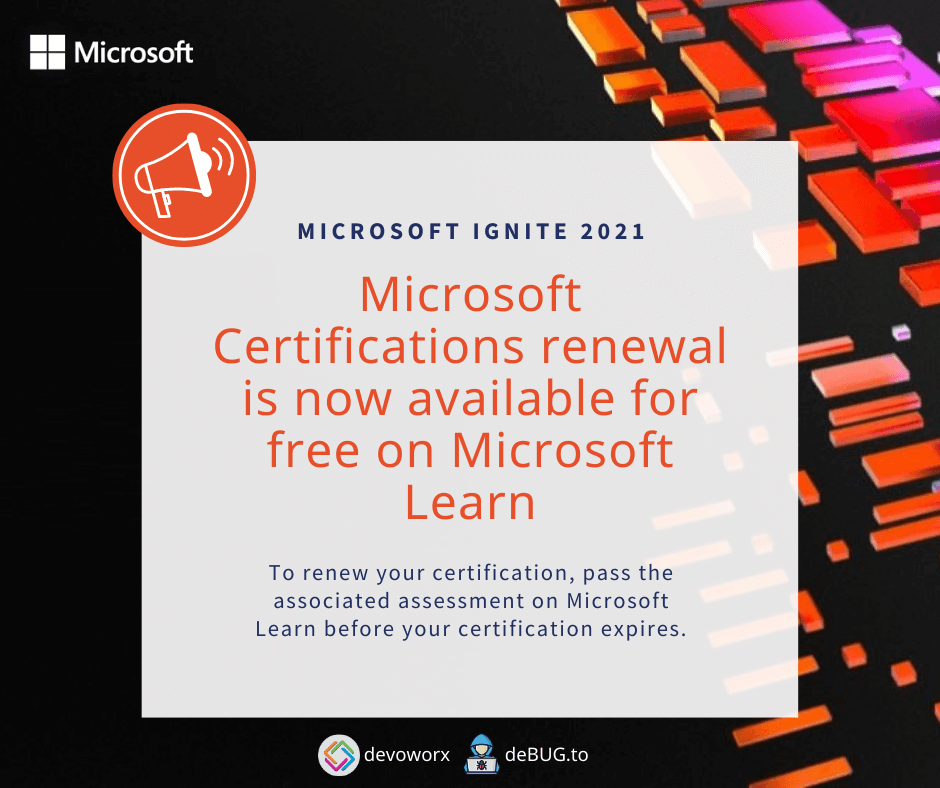 Microsoft
MICROSOFT IGNITE 2021
Microsoft
Certifications renewal
is now available for
free on Microsoft
Learn
To renew your certification, pass the
associated assessment on Microsoft
Learn before your certification expires.
devoworx deBUG.to